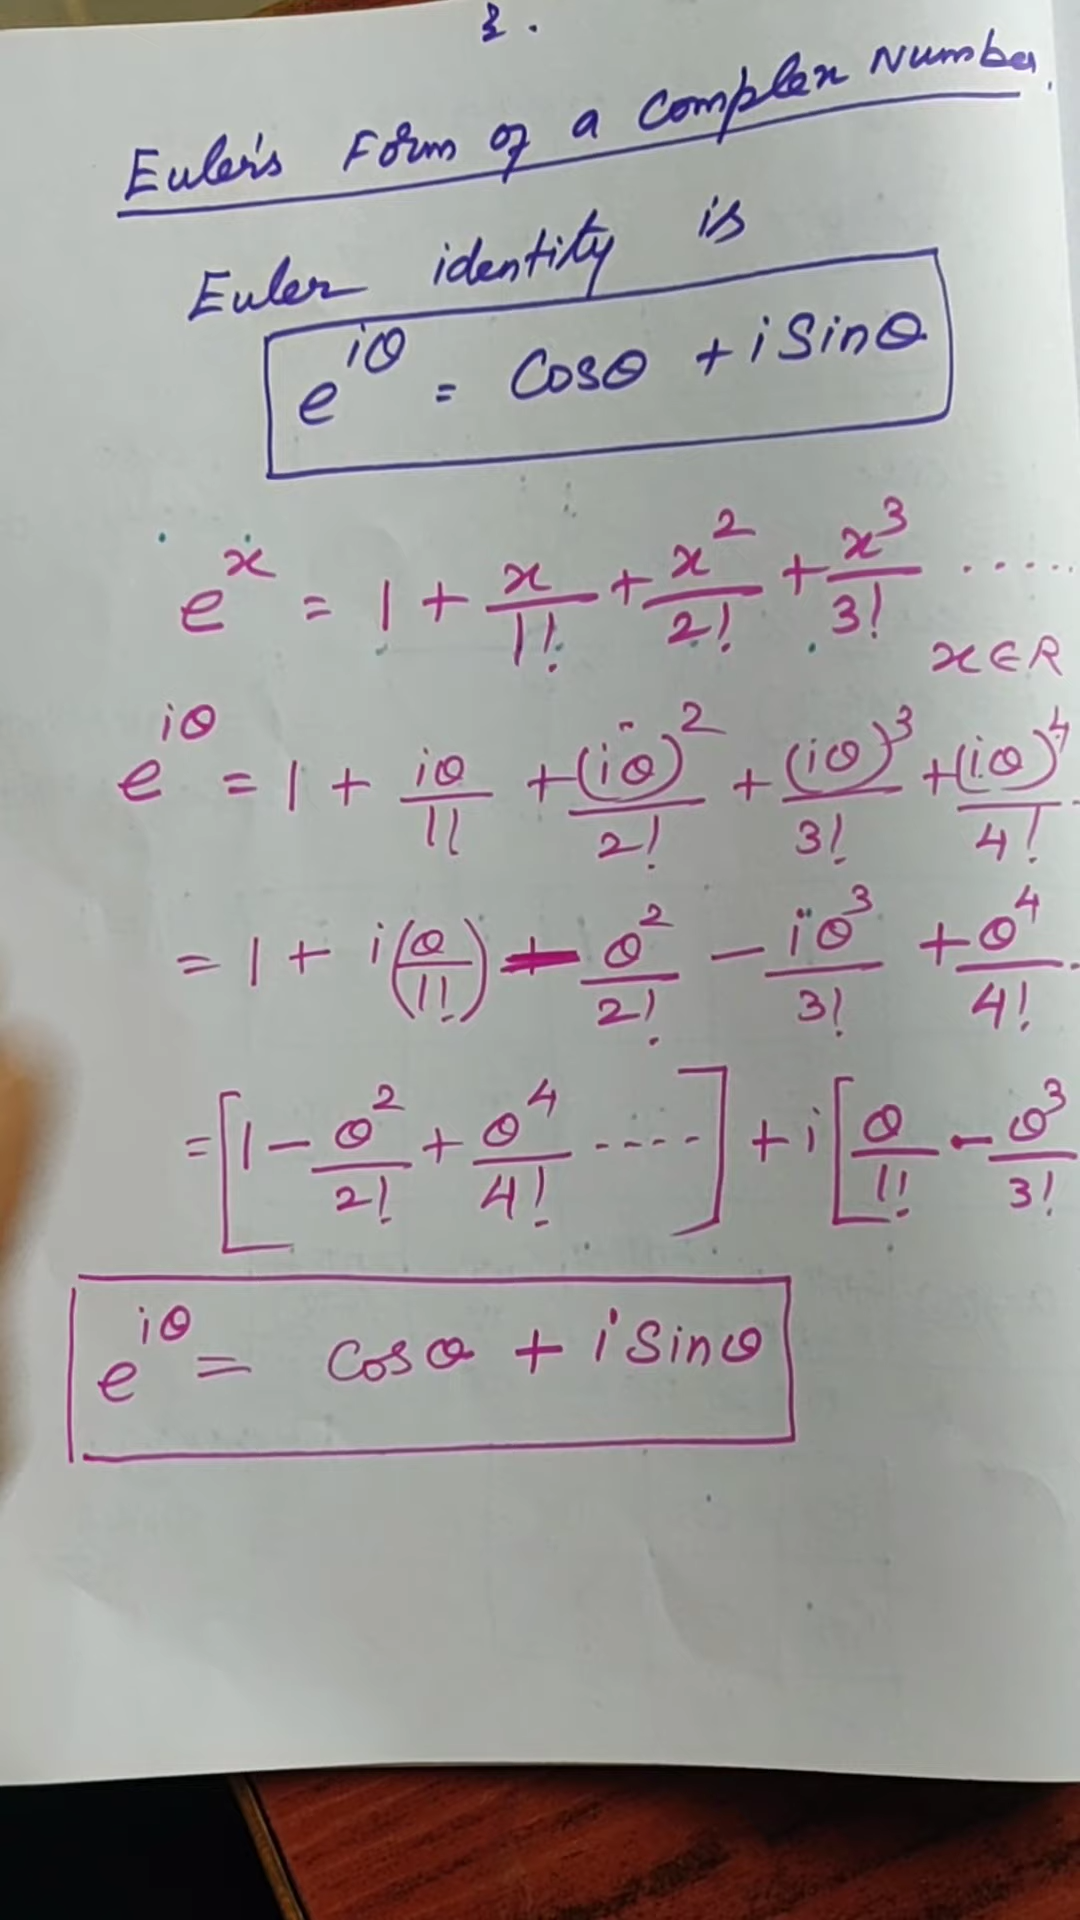 Euler's Form of a Complex Number.
Euler identity is
e^{iθ} = Cosθ + i Sinθ
e^x = 1 + x/1! + x^2/2! + x^3/3! .....
x ∈ R
e^{iθ} = 1 + iθ/1! + (iθ)^2/2! + (iθ)^3/3! + (iθ)^4/4!
= 1 + i(θ/1!) - θ^2/2! - iθ^3/3! + θ^4/4!
= [1 - θ^2/2! + θ^4/4! ....] + i[θ/1! - θ^3/3!
e^{iθ} = Cosθ + i Sinθ